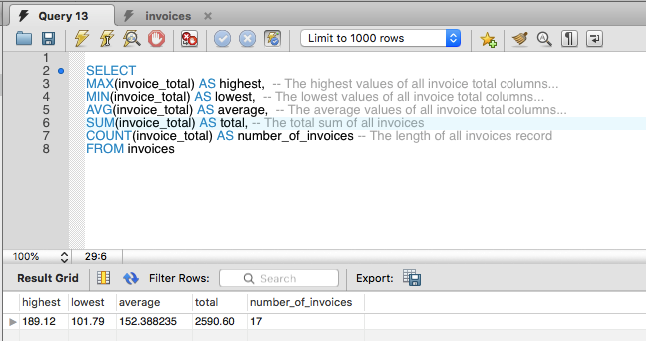 Query 13 invoices
Limit to 1000 rows
1
2 SELECT
3 MAX(invoice_total) AS highest, -- The highest values of all invoice total columns...
4 MIN(invoice_total) AS lowest, -- The lowest values of all invoice total columns...
5 AVG(invoice_total) AS average, -- The average values of all invoice total columns...
6 SUM(invoice_total) AS total, -- The total sum of all invoices
7 COUNT(invoice_total) AS number_of_invoices -- The length of all invoices record
8 FROM invoices
100% 29:6
Result Grid Filter Rows: Search Export:
highest lowest average total number_of_invoices
189.12 101.79 152.388235 2590.60 17